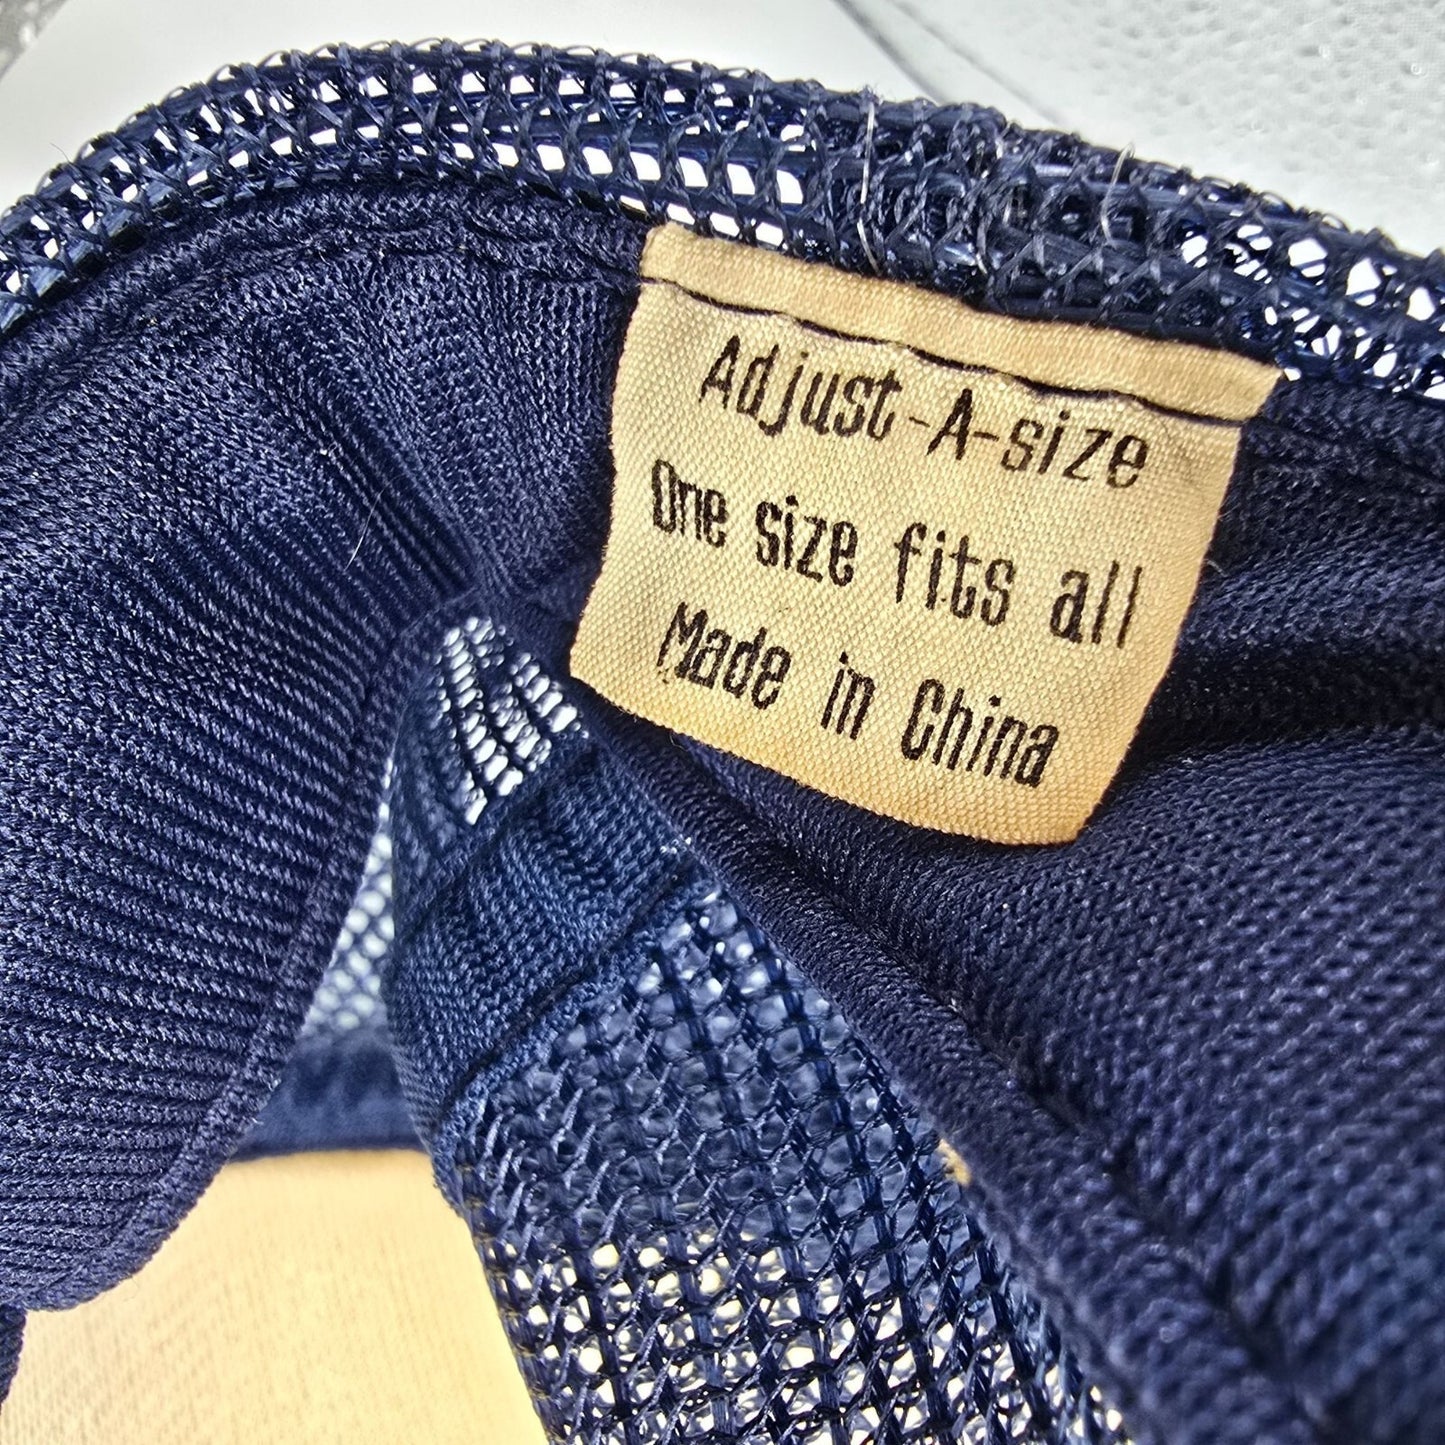 Adjust-A-size
One size fits all
Made in China